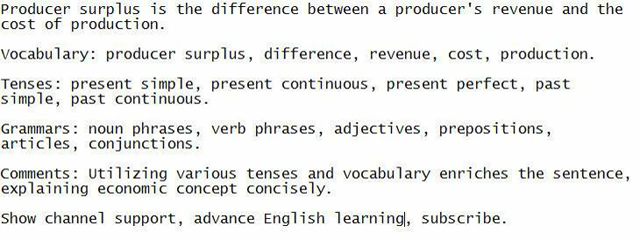 Producer surplus is the difference between a producer's revenue and the
cost of production.
Vocabulary: producer surplus, difference, revenue, cost, production.
Tenses: present simple, present continuous, present perfect, past
simple, past continuous.
Grammars: noun phrases, verb phrases, adjectives, prepositions,
articles, conjunctions.
Comments: Utilizing various tenses and vocabulary enriches the sentence,
explaining economic concept concisely.
Show channel support, advance English learning, subscribe.